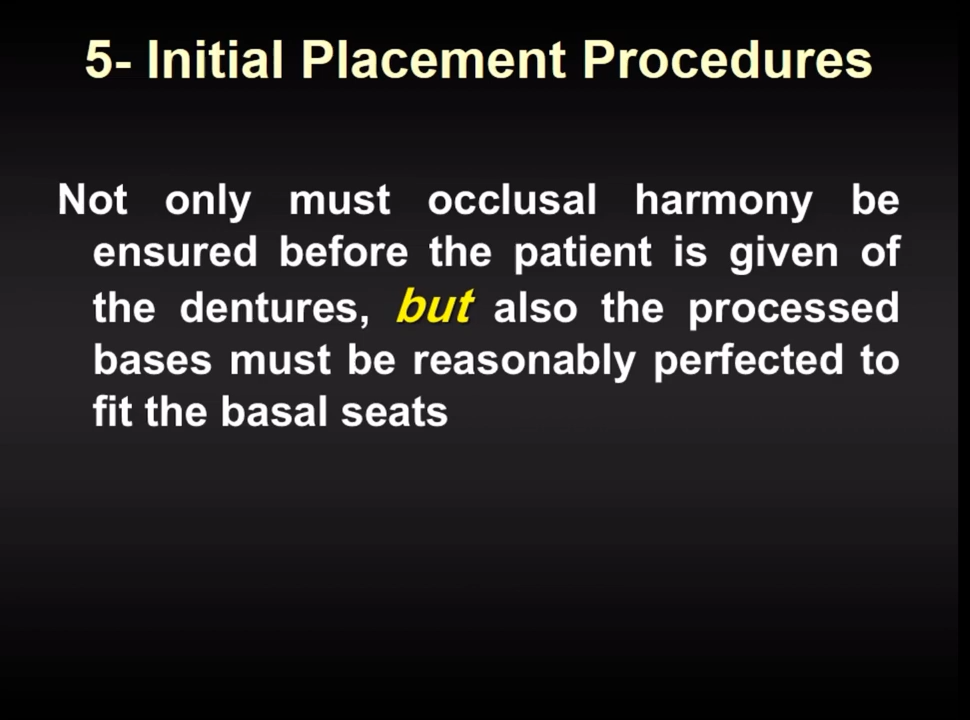 5- Initial Placement Procedures
Not only must occlusal harmony be
ensured before the patient is given of
the dentures, but also the processed
bases must be reasonably perfected to
fit the basal seats